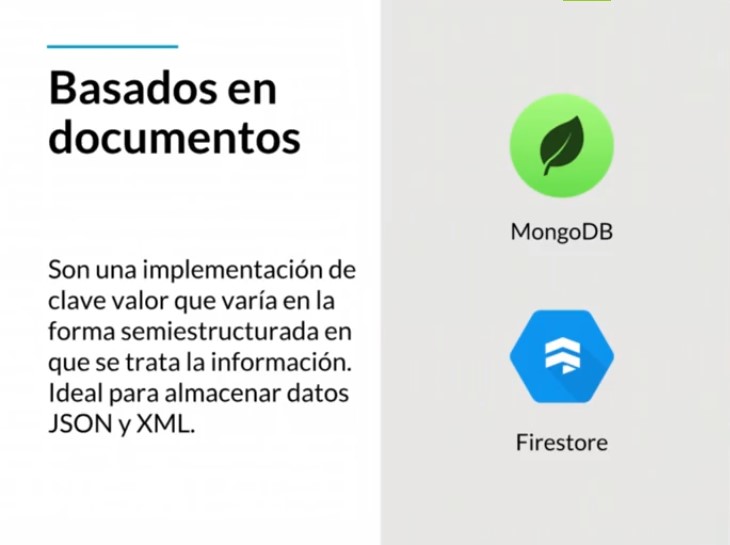 Basados en
documentos
Son una implementación de
clave valor que varía en la
forma semiestructurada en
que se trata la información.
Ideal para almacenar datos
JSON y XML.
MongoDB
Firestore